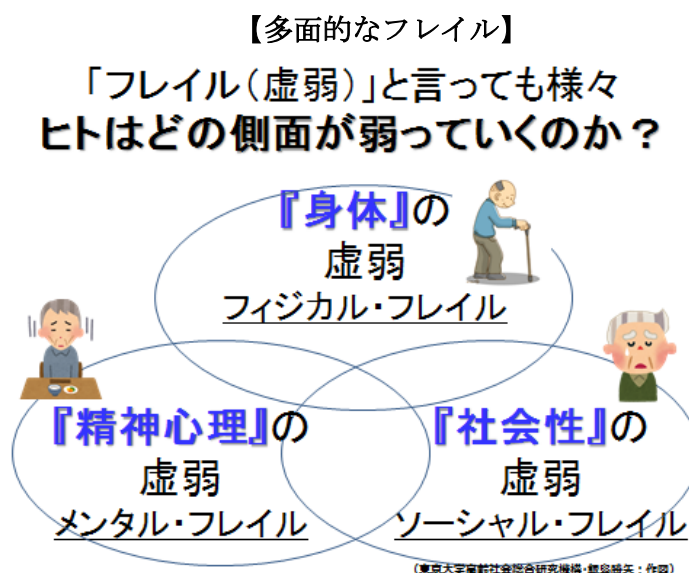 【多面的なフレイル】
「フレイル（虚弱）」と言っても様々
ヒトはどの側面が弱っていくのか？
『身体』の
虚弱
フィジカル・フレイル
『精神心理』の
虚弱
メンタル・フレイル
『社会性』の
虚弱
ソーシャル・フレイル
（東京大学高齢社会総合研究機構・飯島勝矢：作図）